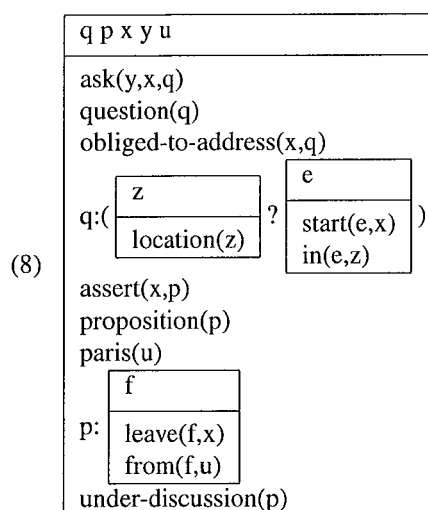 q p x y u
ask(y,x,q)
question(q)
obliged-to-address(x,q)
q:( z location(z) ? e start(e,x) in(e,z) )
(8)
assert(x,p)
proposition(p)
paris(u)
p: f leave(f,x) from(f,u)
under-discussion(p)